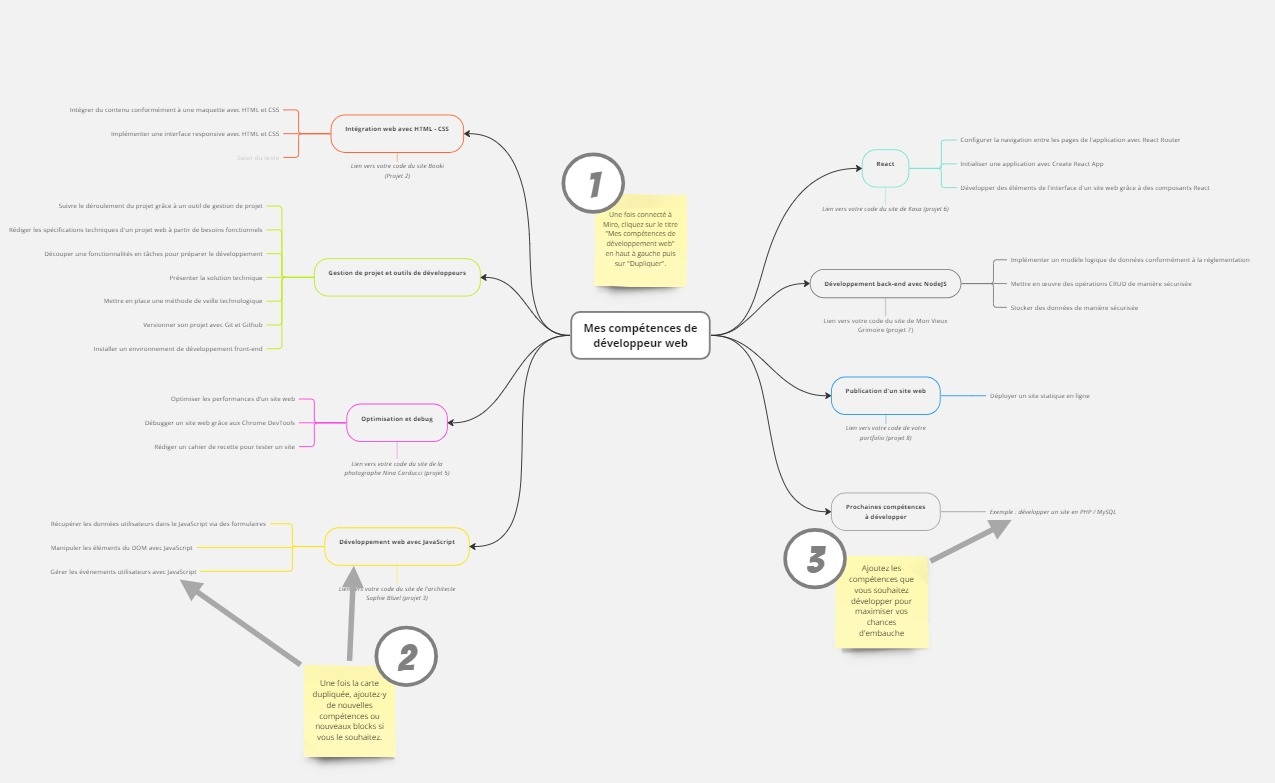 Mes compétences de
développeur web
Intégration web avec HTML - CSS
Intégrer du contenu conformément à une maquette avec HTML et CSS
Implémenter une interface responsive avec HTML et CSS
Saisir du texte
Lien vers votre code du site Booki
(Projet 2)
Gestion de projet et outils de développeurs
Suivre le déroulement du projet grâce à un outil de gestion de projet
Rédiger les spécifications techniques d'un projet web à partir de besoins fonctionnels
Découper une fonctionnalités en tâches pour préparer le développement
Présenter la solution technique
Mettre en place une méthode de veille technologique
Versionner son projet avec Git et Github
Installer un environnement de développement front-end
Optimisation et debug
Optimiser les performances d'un site web
Débugger un site web grâce aux Chrome DevTools
Rédiger un cahier de recette pour tester un site
Lien vers votre code du site de la
photographe Nina Carducci (projet 5)
Développement web avec JavaScript
Récupérer les données utilisateurs dans le JavaScript via des formulaires
Manipuler les éléments du DOM avec JavaScript
Gérer les événements utilisateurs avec JavaScript
Lien vers votre code du site de l'architecte
Sophie Bluel (projet 3)
1
Une fois connecté à
Miro, cliquez sur le titre
"Mes compétences de
développement web"
en haut à gauche puis
sur "Dupliquer".
2
Une fois la carte
dupliquée, ajoutez-y
de nouvelles
compétences ou
nouveaux blocks si
vous le souhaitez.
React
Configurer la navigation entre les pages de l'application avec React Router
Initialiser une application avec Create React App
Développer des éléments de l'interface d'un site web grâce à des composants React
Lien vers votre code du site de Kasa (projet 6)
Développement back-end avec NodeJS
Implémenter un modèle logique de données conformément à la réglementation
Mettre en œuvre des opérations CRUD de manière sécurisée
Stocker des données de manière sécurisée
Lien vers votre code du site de Mon Vieux
Grimoire (projet 7)
Publication d'un site web
Déployer un site statique en ligne
Lien vers votre code de votre
portfolio (projet 8)
Prochaines compétences
à développer
Exemple : développer un site en PHP / MySQL
3
Ajoutez les
compétences que
vous souhaitez
développer pour
maximiser vos
chances
d'embauche